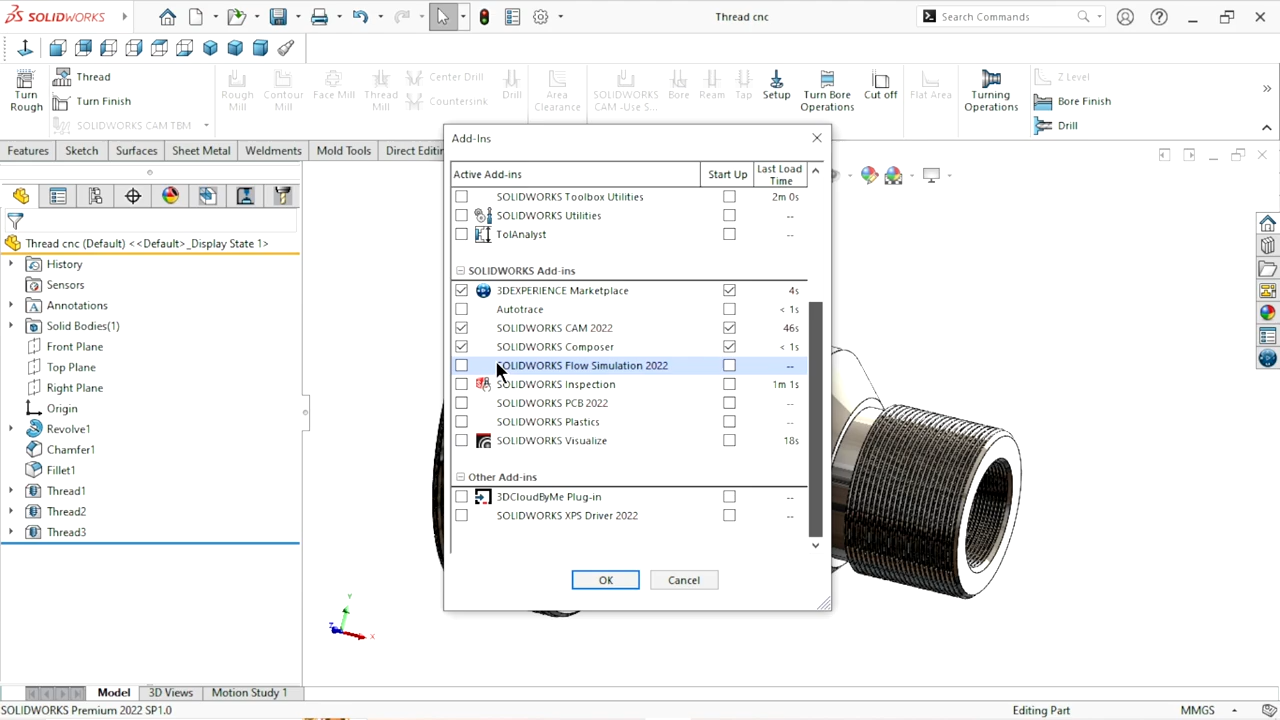 SOLIDWORKS
Thread cnc
Search Commands
Turn Rough
Thread
Turn Finish
SOLIDWORKS CAM TBM
Rough Mill
Contour Mill
Face Mill
Thread Mill
Center Drill
Countersink
Drill
Area Clearance
SOLIDWORKS CAM -Use S...
Bore
Ream
Tap
Setup
Turn Bore Operations
Cut off
Flat Area
Turning Operations
Z Level
Bore Finish
Drill
Features
Sketch
Surfaces
Sheet Metal
Weldments
Mold Tools
Direct Editin
Thread cnc (Default) <<Default>_Display State 1>
History
Sensors
Annotations
Solid Bodies(1)
Front Plane
Top Plane
Right Plane
Origin
Revolve1
Chamfer1
Fillet1
Thread1
Thread2
Thread3
Add-Ins
Active Add-ins Start Up Last Load Time
SOLIDWORKS Toolbox Utilities 2m 0s
SOLIDWORKS Utilities --
TolAnalyst --
SOLIDWORKS Add-ins
3DEXPERIENCE Marketplace 4s
Autotrace < 1s
SOLIDWORKS CAM 2022 46s
SOLIDWORKS Composer < 1s
SOLIDWORKS Flow Simulation 2022 --
SOLIDWORKS Inspection 1m 1s
SOLIDWORKS PCB 2022 --
SOLIDWORKS Plastics --
SOLIDWORKS Visualize 18s
Other Add-ins
3DCloudByMe Plug-in --
SOLIDWORKS XPS Driver 2022 --
OK
Cancel
Y
Z
X
Model
3D Views
Motion Study 1
SOLIDWORKS Premium 2022 SP1.0
Editing Part
MMGS